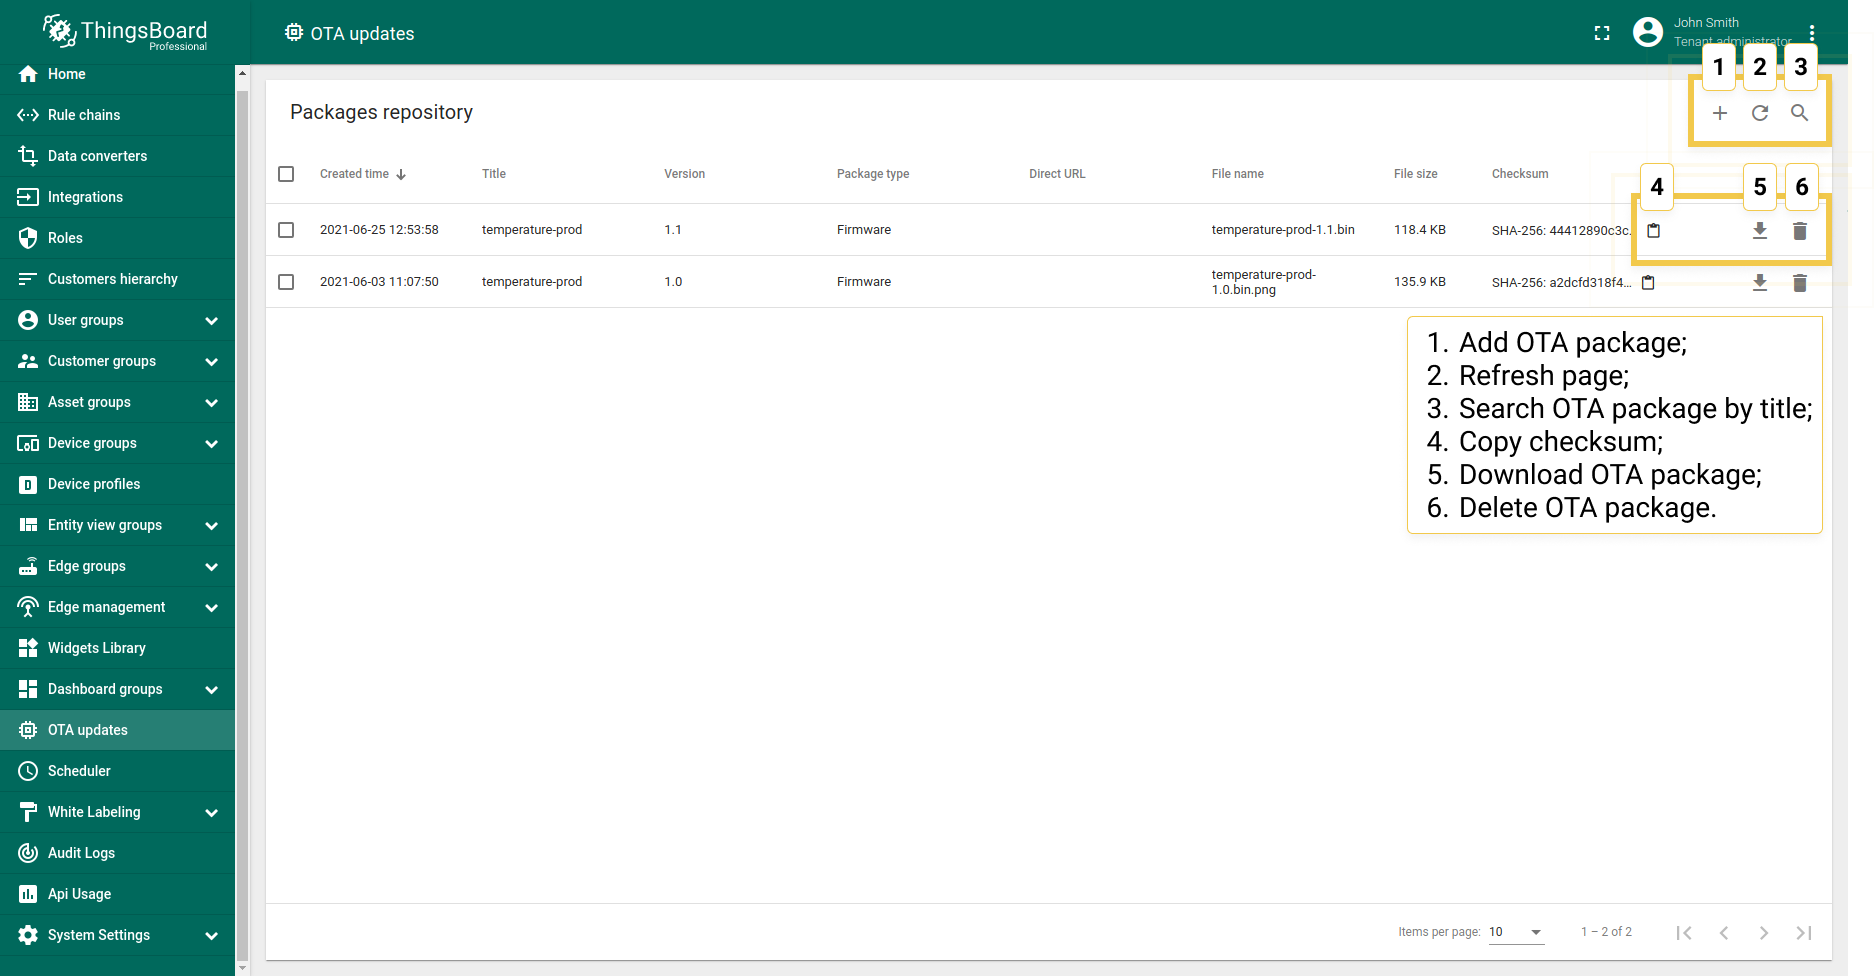 ThingsBoard
Professional
OTA updates
John Smith
Tenant administrator
Home
Rule chains
Data converters
Integrations
Roles
Customers hierarchy
User groups
Customer groups
Asset groups
Device groups
Device profiles
Entity view groups
Edge groups
Edge management
Widgets Library
Dashboard groups
OTA updates
Scheduler
White Labeling
Audit Logs
Api Usage
System Settings
1 2 3
Packages repository
Created time Title Version Package type Direct URL File name File size Checksum
4 5 6
2021-06-25 12:53:58 temperature-prod 1.1 Firmware temperature-prod-1.1.bin 118.4 KB SHA-256: 44412890c3c...
2021-06-03 11:07:50 temperature-prod 1.0 Firmware temperature-prod-
1.0.bin.png 135.9 KB SHA-256: a2dcfd318f4...
1. Add OTA package;
2. Refresh page;
3. Search OTA package by title;
4. Copy checksum;
5. Download OTA package;
6. Delete OTA package.
Items per page: 10 1 – 2 of 2